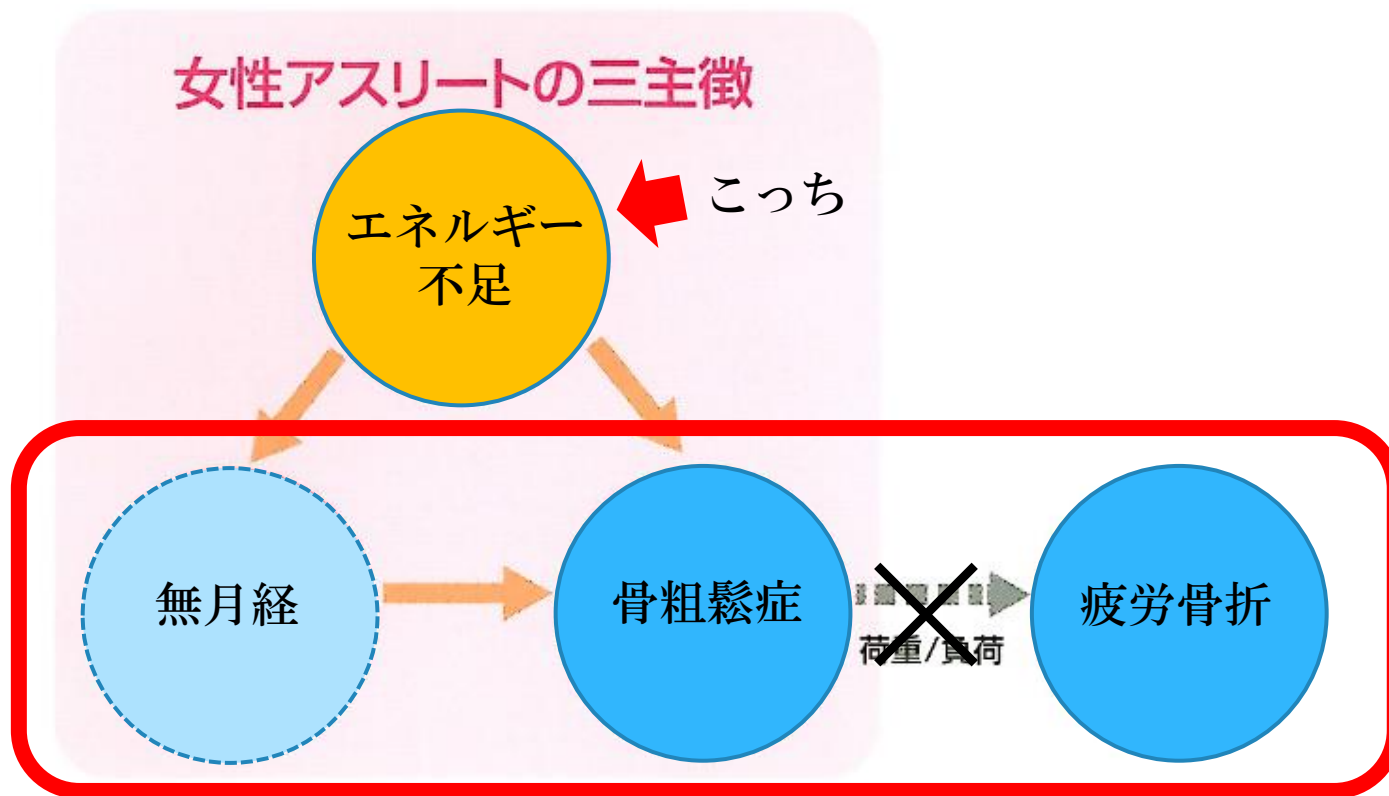 女性アスリートの三主徴
エネルギー
不足
こっち
無月経
骨粗鬆症
荷重/負荷
疲労骨折